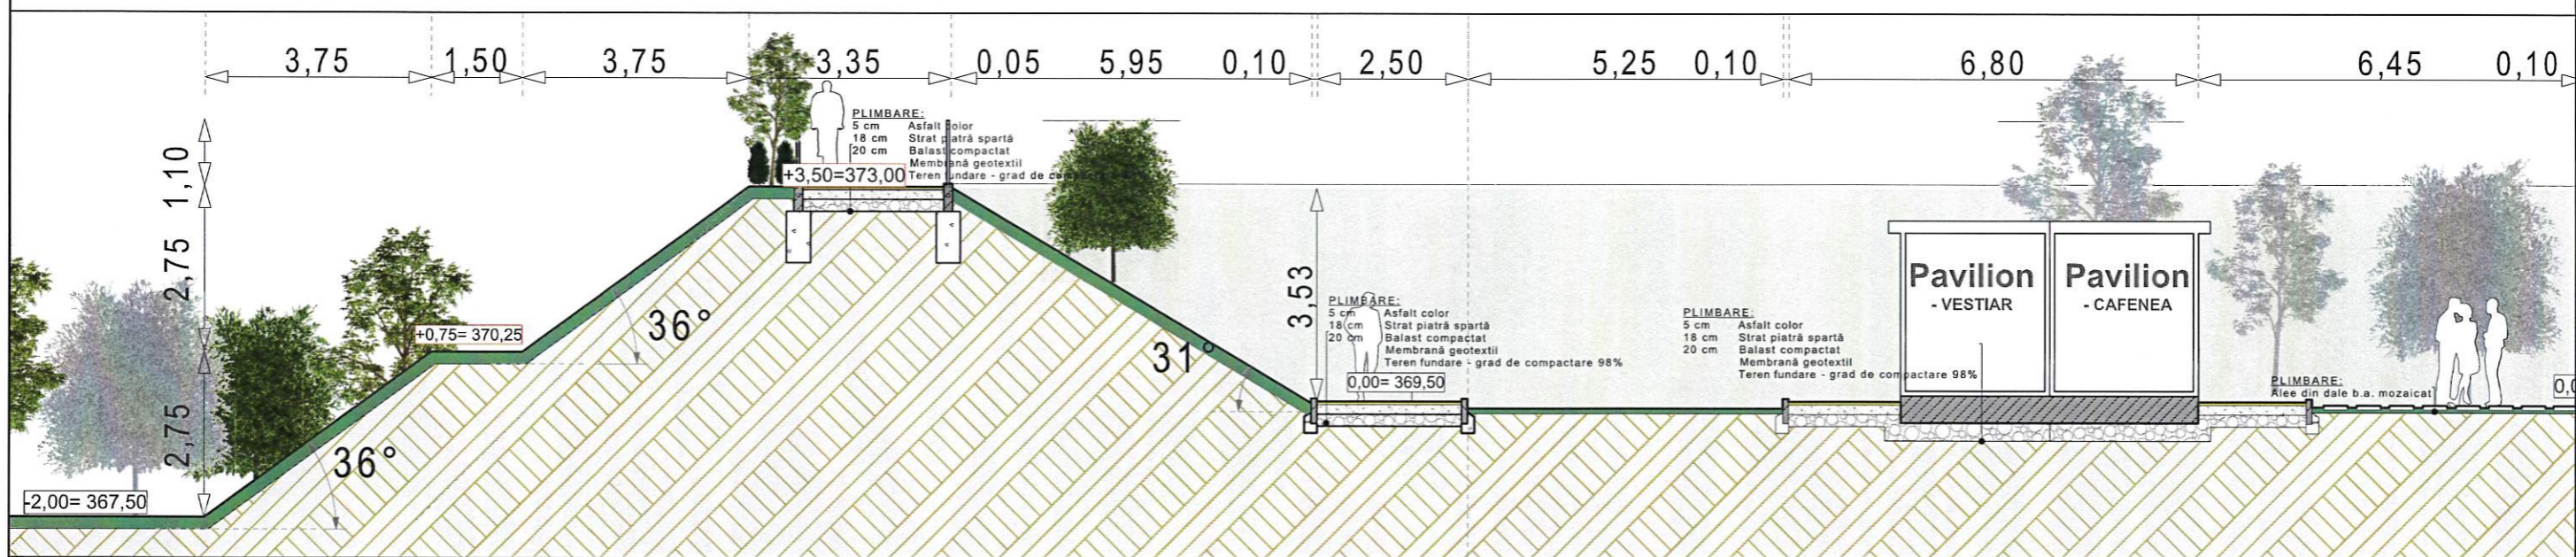 3,75 1,50 3,75 3,35 0,05 5,95 0,10 2,50 5,25 0,10 6,80 6,45 0,10
1,10
2,75
2,75
PLIMBARE:
5 cm Asfalt color
18 cm Strat piatră spartă
20 cm Balast compactat
Membrană geotextil
Teren fundare - grad de
+3,50=373,00
+0,75= 370,25
-2,00= 367,50
36°
36°
31°
3,53
PLIMBARE:
5 cm Asfalt color
18 cm Strat piatră spartă
20 cm Balast compactat
Membrană geotextil
Teren fundare - grad de compactare 98%
0,00= 369,50
PLIMBARE:
5 cm Asfalt color
18 cm Strat piatră spartă
20 cm Balast compactat
Membrană geotextil
Teren fundare - grad de compactare 98%
Pavilion
- VESTIAR
Pavilion
- CAFENEA
PLIMBARE:
Alee din dale b.a. mozaicat